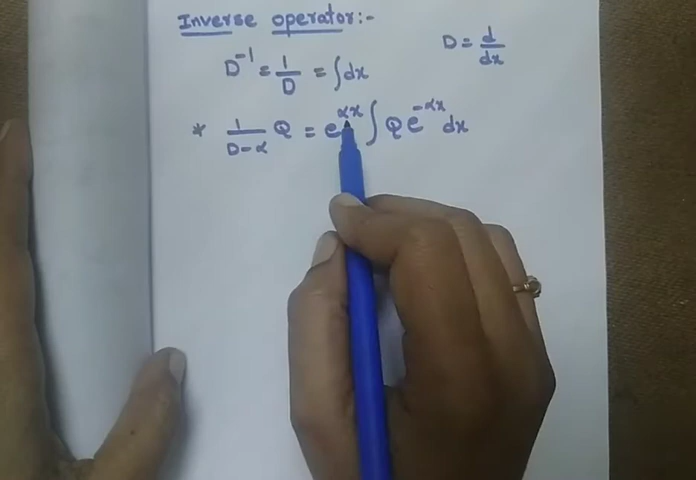 Inverse operator:-
D⁻¹ = 1/D = ∫dx D = d/dx
* 1/(D-α) Q = e^αx ∫ Q e^-αx dx